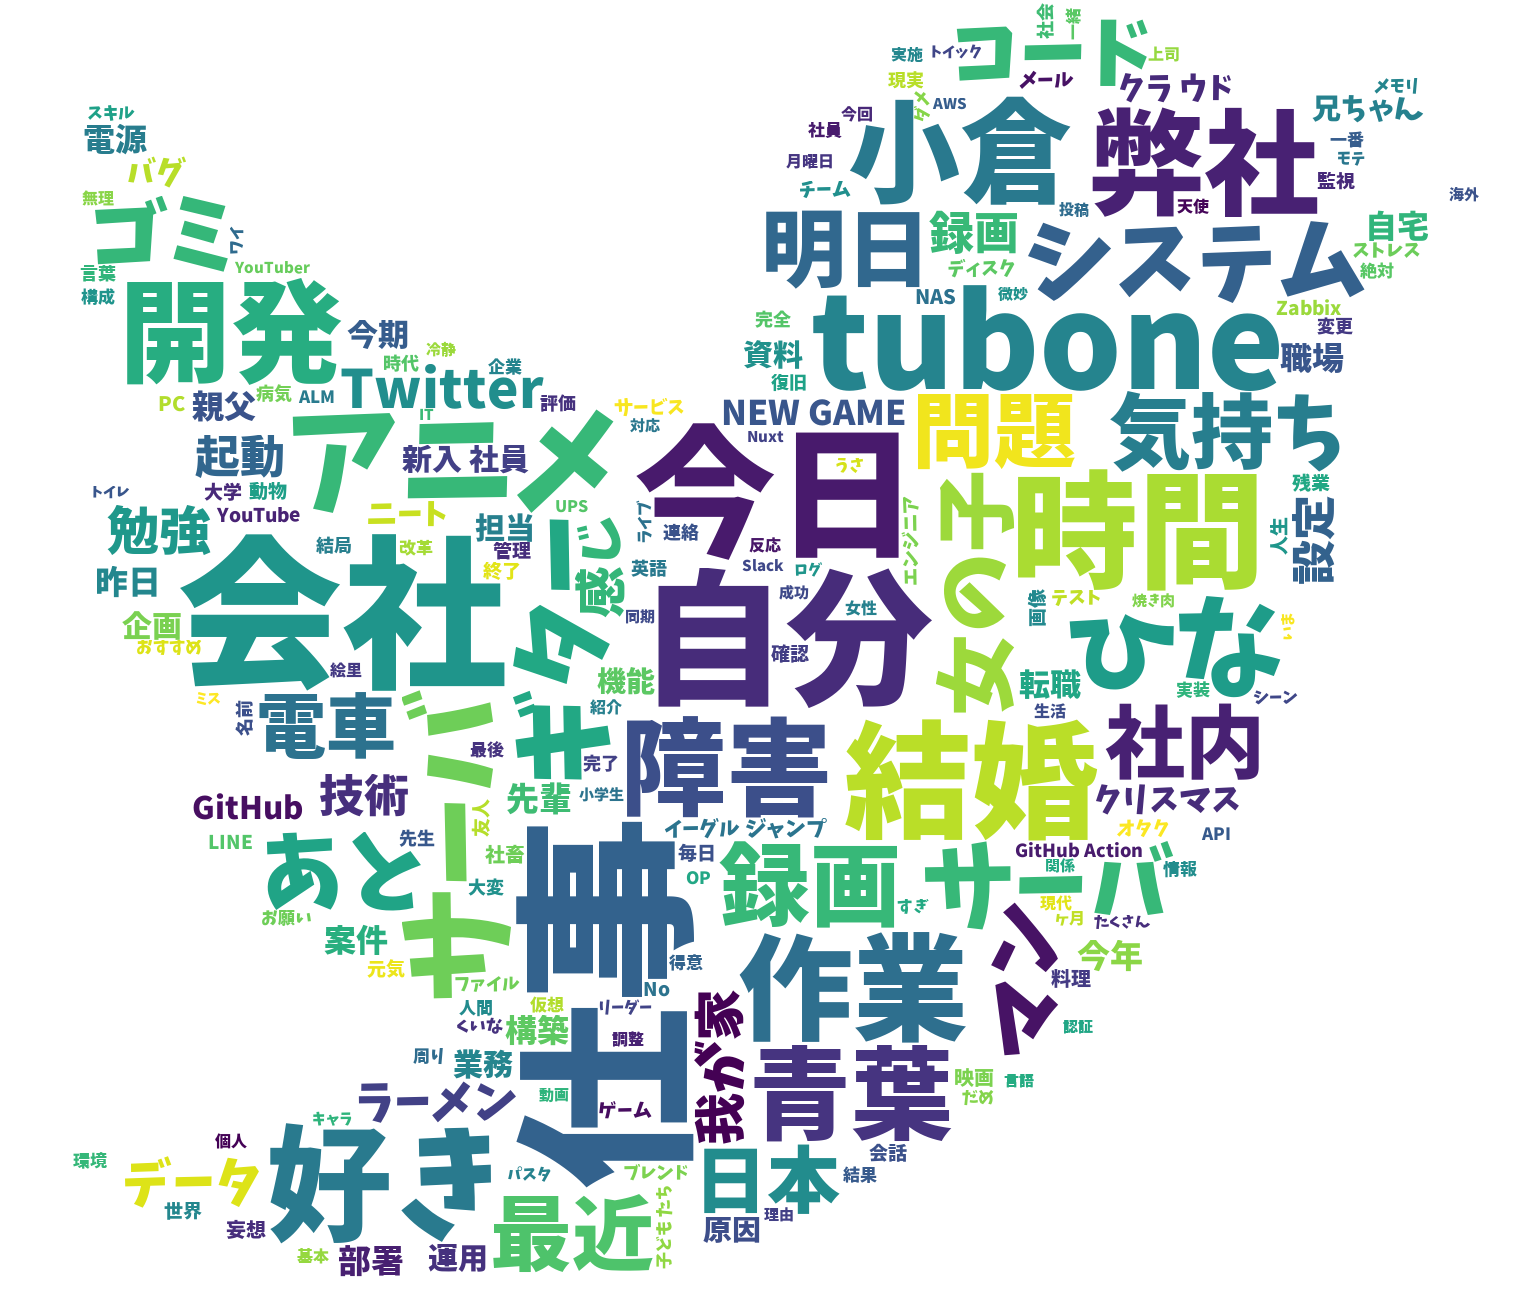 社会
一緒
コード
実施
トイック
上司
現実
メール
クラウド
メモリ
スキル
ダメ
AWS
今回
小倉
弊社
兄ちゃん
電源
社員
一番
バグ
月曜日
モテ
チーム
監視
無理
天使
投稿
海外
ゴミ
明日
録画
システム
自宅
ワイ
ストレス
言葉
YouTuber
ディスク
絶対
構成
開発
NAS
微妙
tubone
Zabbix
今期
完全
変更
時代
冷静
資料
職場
企業
病気
ALM
Twitter
復旧
PC
親父
IT
評価
サービス
NEW GAME
問題
気持ち
対応
アニメ
起動
新入 社員
Nuxt
今日
うさ
トイレ
大学
動物
女の子
時間
残業
勉強
YouTube
ニート
担当
UPS
感じ
ライブ
連絡
エンジニア
設定
人生
結局
改革
管理
反応
昨日
終了
英語
Slack
ログ
会社
ギター
自分
成功
画像
テスト
焼き肉
企画
同期
女性
ひな
まい
おすすめ
確認
絵里
機能
転職
実装
ミス
シーン
名前
電車
サーバー
紹介
生活
最後
障害
結婚
社内
完了
技術
先輩
小学生
GitHub
クリスマス
友人
LINE
あと
先生
イーグル ジャンプ
オタク
API
社畜
毎日
GitHub Action
大変
OP
録画
サーバ
関係
情報
お願い
すぎ
現代
ヶ月
たくさん
案件
仕事
マン
今年
元気
得意
作業
料理
ファイル
No
人間
仮想
リーダー
くいな
構築
調整
我が家
認証
周り
業務
青葉
映画
言語
動画
だめ
ラーメン
ゲーム
キャラ
個人
好き
会話
環境
データ
パスタ
ブレンド
日本
結果
世界
最近
子どもたち
理由
妄想
原因
基本
部署
運用